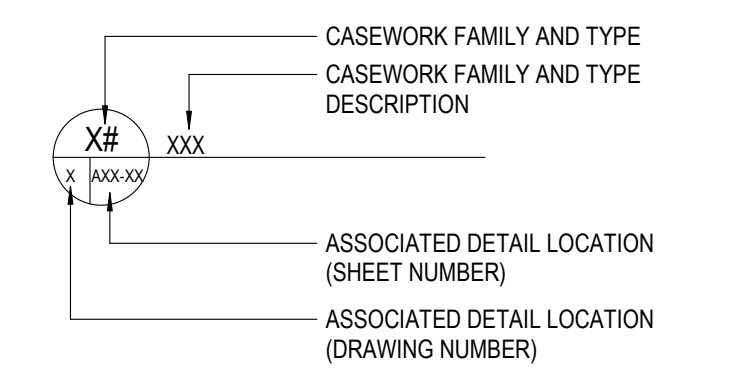 CASEWORK FAMILY AND TYPE
CASEWORK FAMILY AND TYPE
DESCRIPTION
X#
XXX
X
AXX-XX
ASSOCIATED DETAIL LOCATION
(SHEET NUMBER)
ASSOCIATED DETAIL LOCATION
(DRAWING NUMBER)